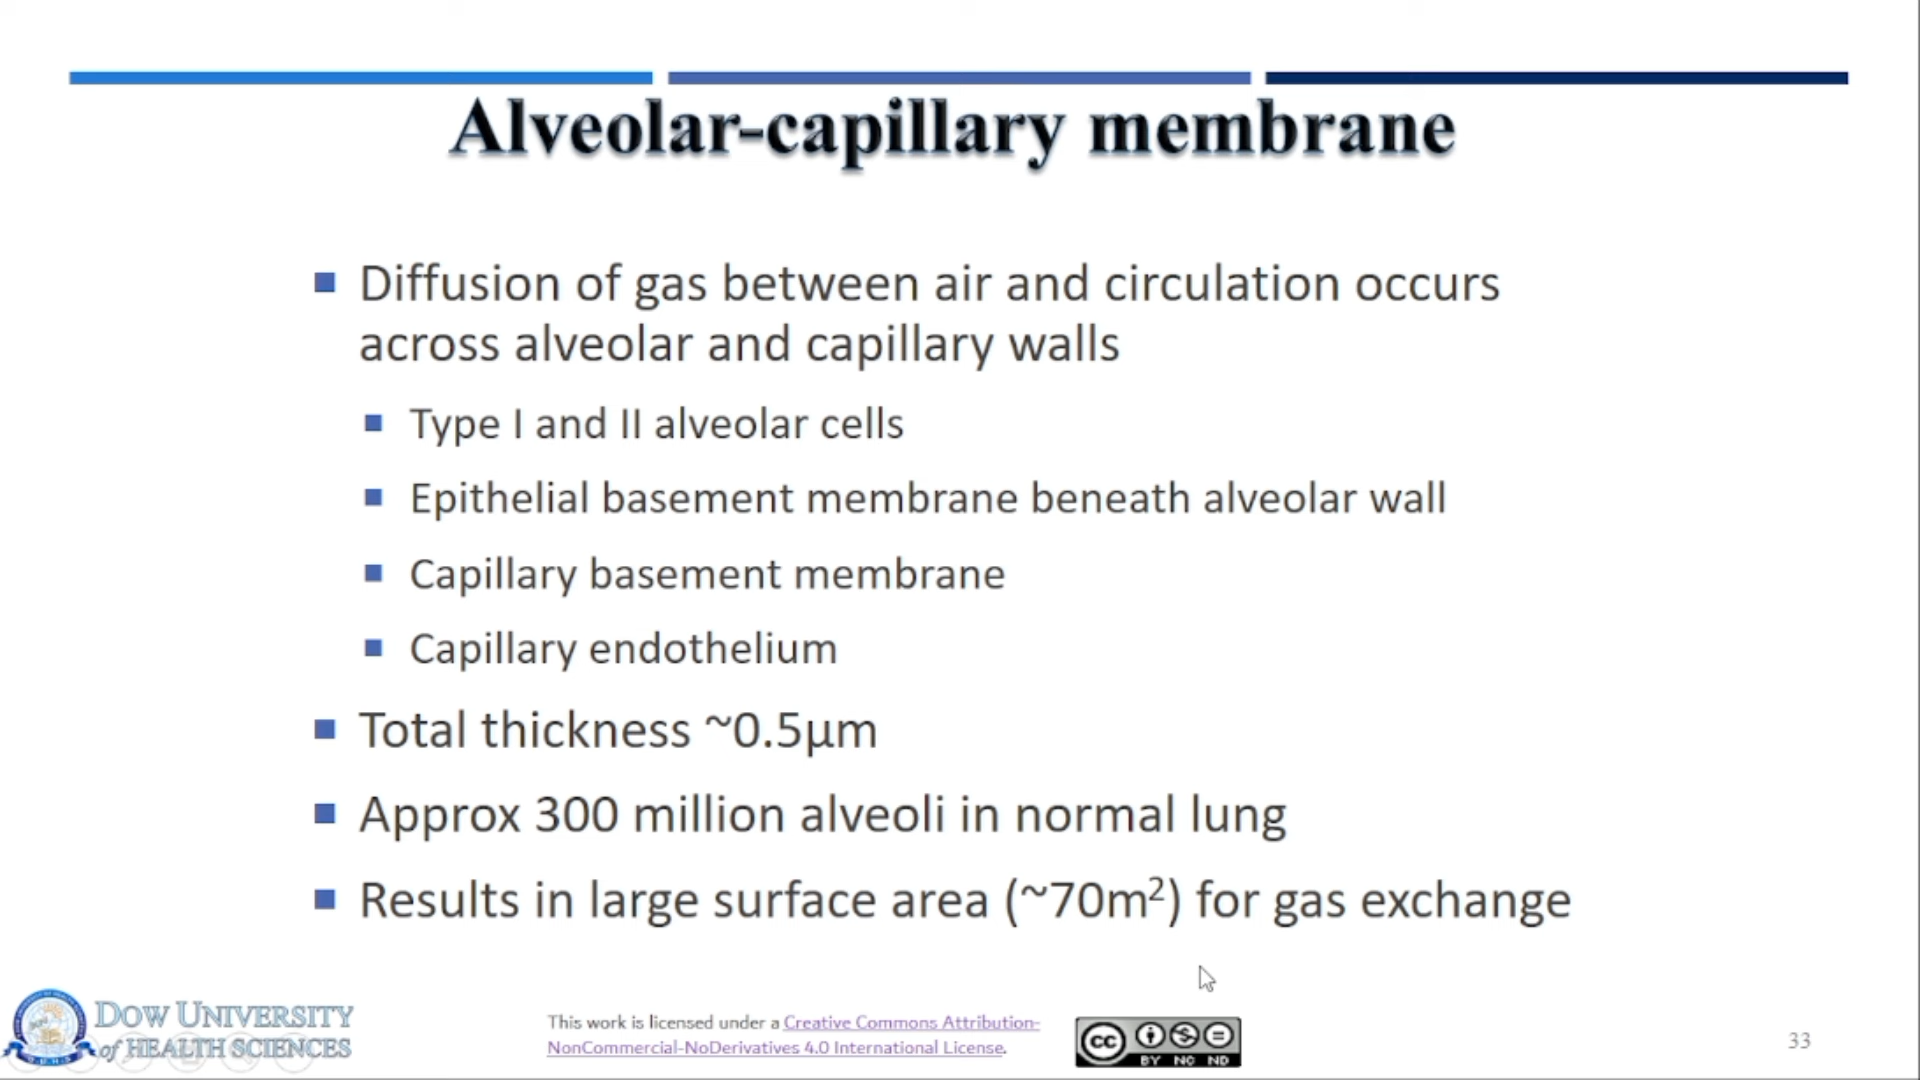 Alveolar-capillary membrane
Diffusion of gas between air and circulation occurs
across alveolar and capillary walls
Type I and II alveolar cells
Epithelial basement membrane beneath alveolar wall
Capillary basement membrane
Capillary endothelium
Total thickness ~0.5µm
Approx 300 million alveoli in normal lung
Results in large surface area (~70m²) for gas exchange
DOW UNIVERSITY
of HEALTH SCIENCES
This work is licensed under a Creative Commons Attribution-
NonCommercial-NoDerivatives 4.0 International License.
cc
BY NC ND
33